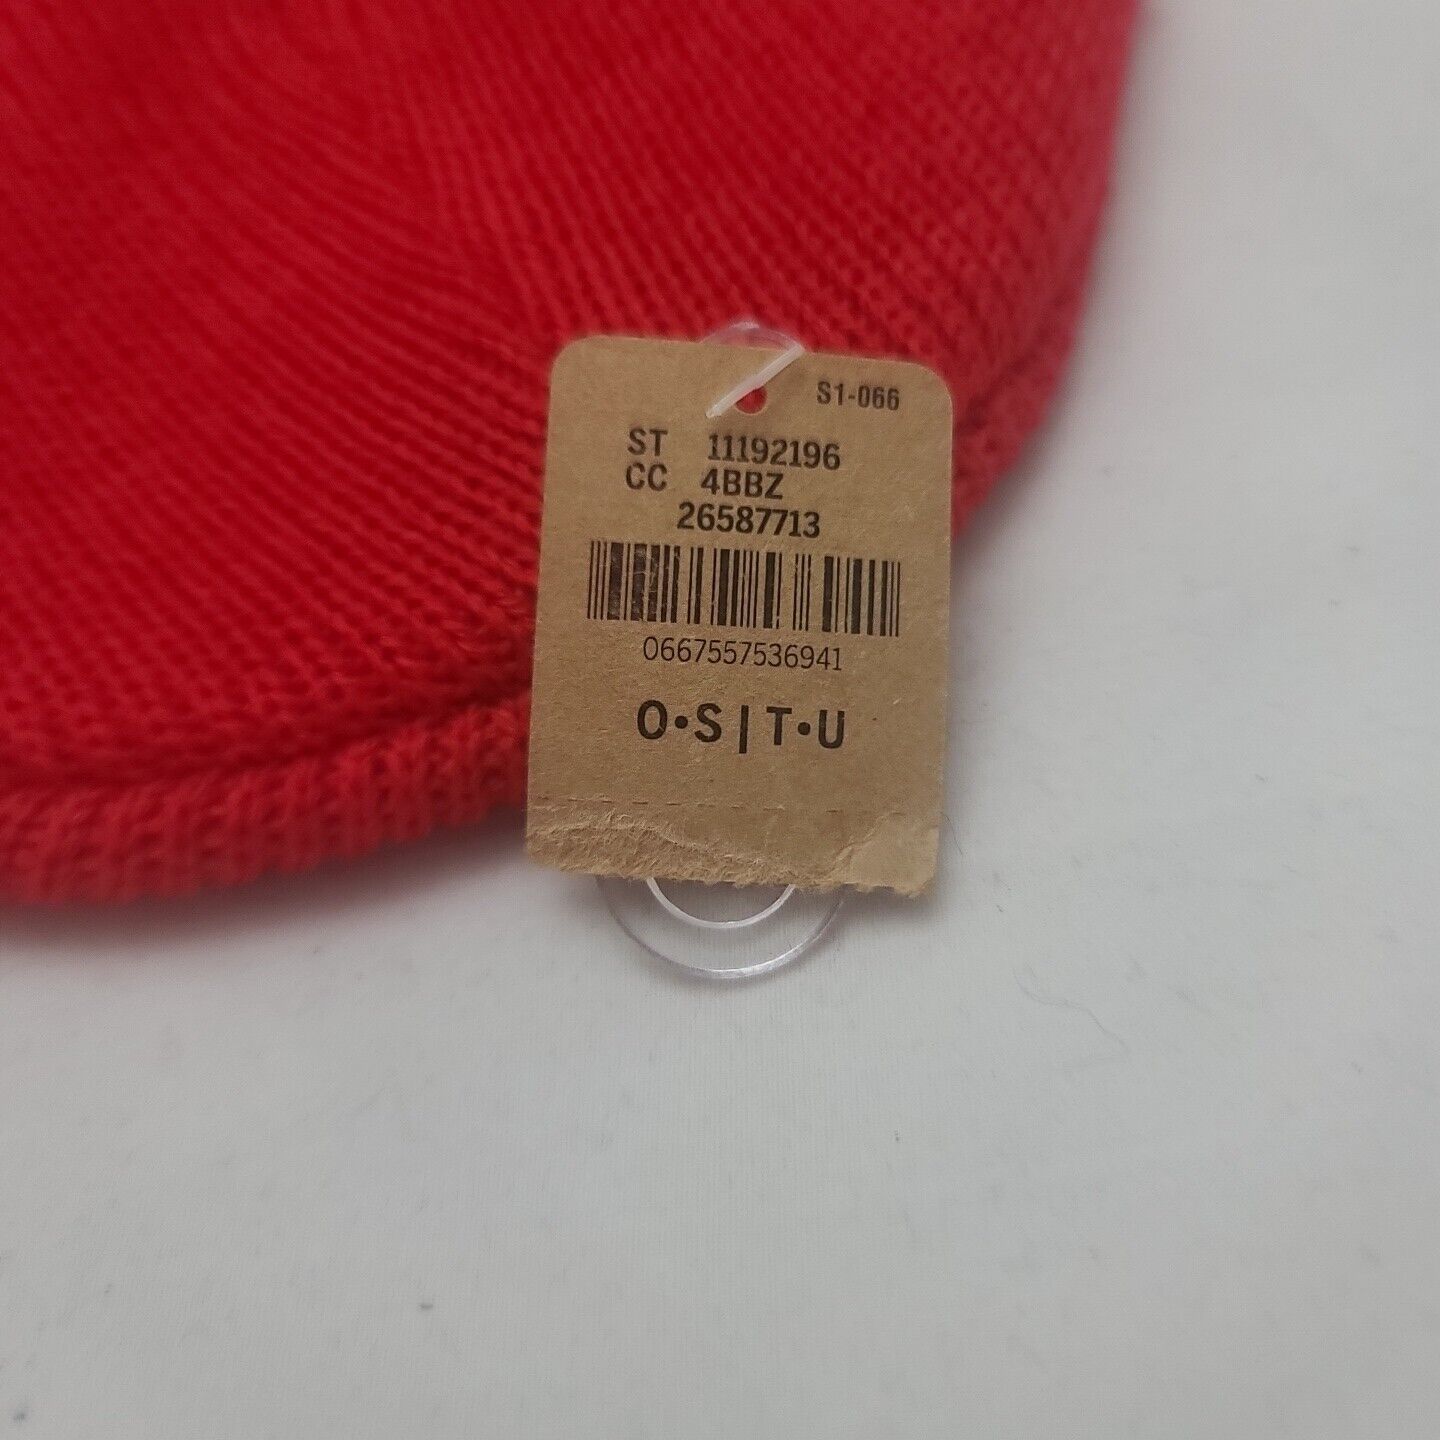 S1-066
ST 11192196
CC 4BBZ
26587713
0667557536941
O•S|T•U